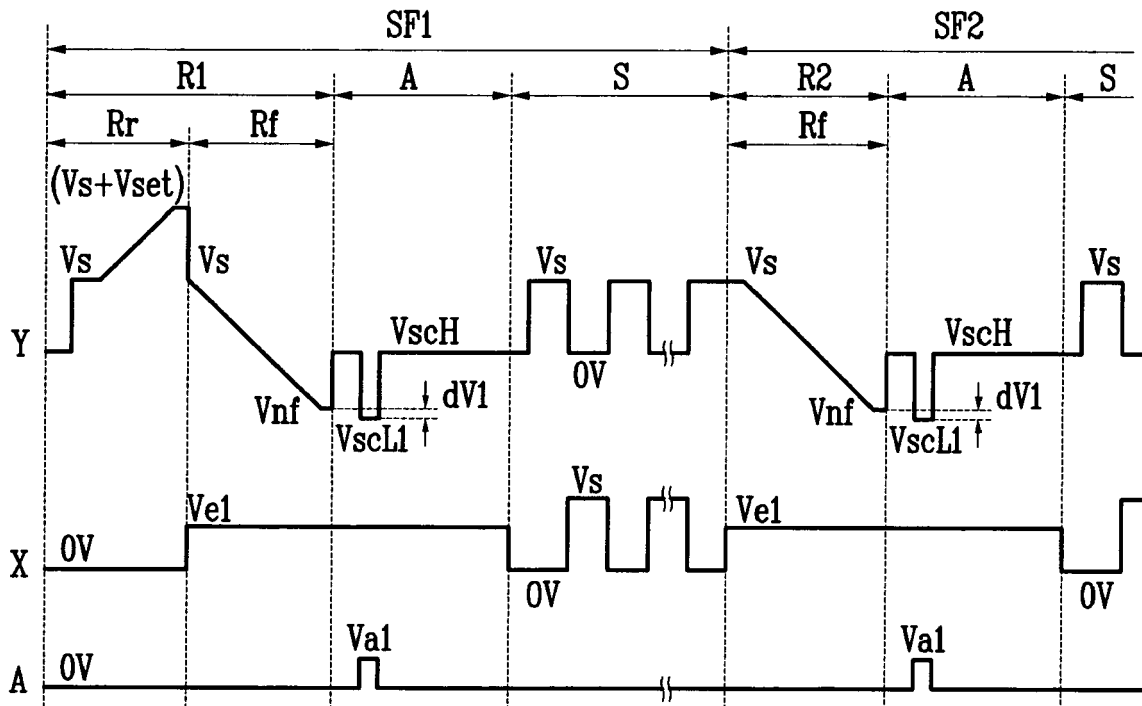 SF1 SF2
R1 A S R2 A S
Rr Rf Rf
(Vs+Vset)
Vs Vs Vs Vs Vs
Y VscH 0V VscH
Vnf dV1 Vnf dV1
VscL1 VscL1
Vs
Ve1 Ve1
X 0V 0V 0V
Va1 Va1
A 0V